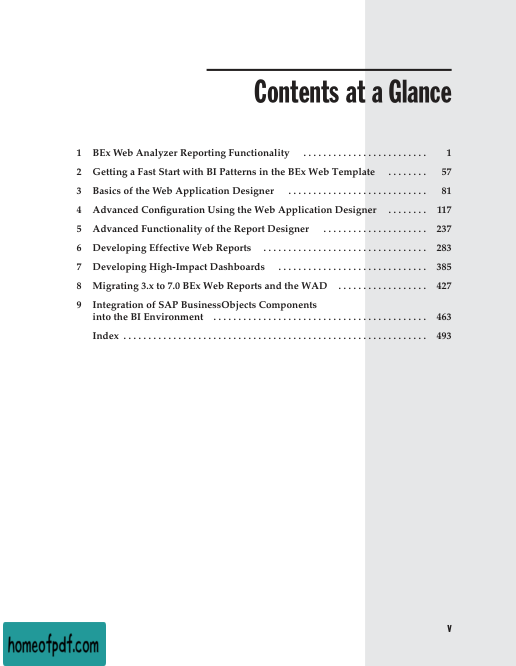 Contents at a Glance
1 BEx Web Analyzer Reporting Functionality ........................ 1
2 Getting a Fast Start with BI Patterns in the BEx Web Template ........ 57
3 Basics of the Web Application Designer ........................... 81
4 Advanced Configuration Using the Web Application Designer ........ 117
5 Advanced Functionality of the Report Designer ..................... 237
6 Developing Effective Web Reports ................................. 283
7 Developing High-Impact Dashboards .............................. 385
8 Migrating 3.x to 7.0 BEx Web Reports and the WAD .................. 427
9 Integration of SAP BusinessObjects Components
into the BI Environment ........................................... 463
Index ............................................................. 493
v
homeofpdf.com